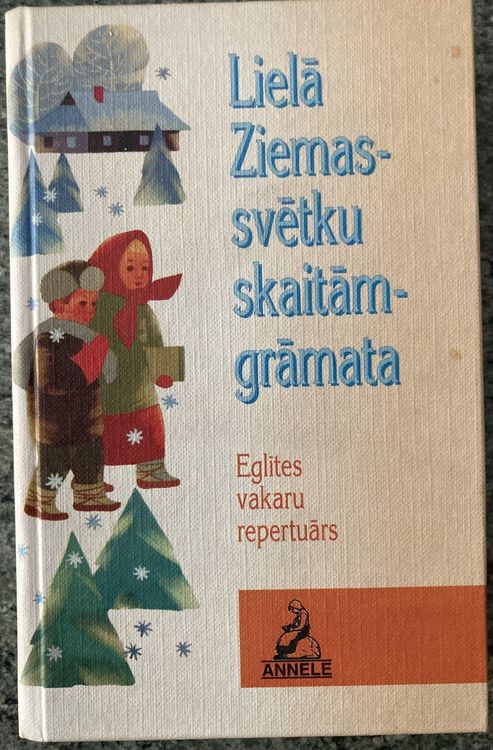 Lielā
Ziemas-
svētku
skaitām-
grāmata
Eglītes
vakaru
repertuārs
ANNELE